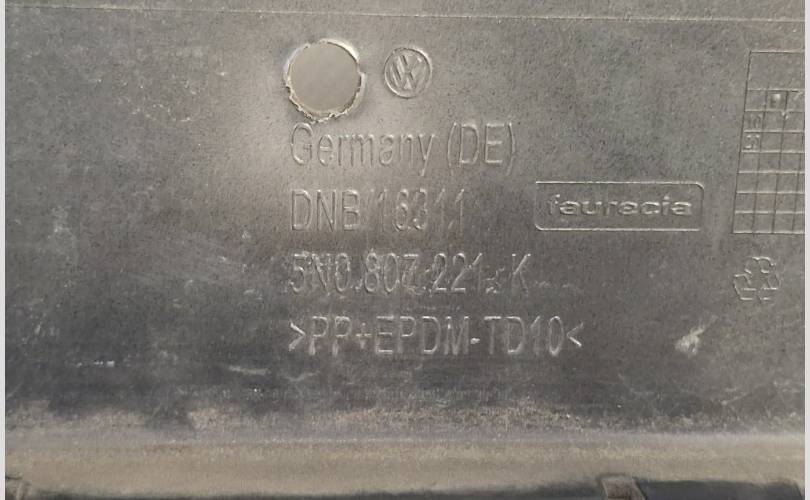 Germany (DE)
DNB 16311
faurecia
5N0.807.221. K
>PP+EPDM-TD10<